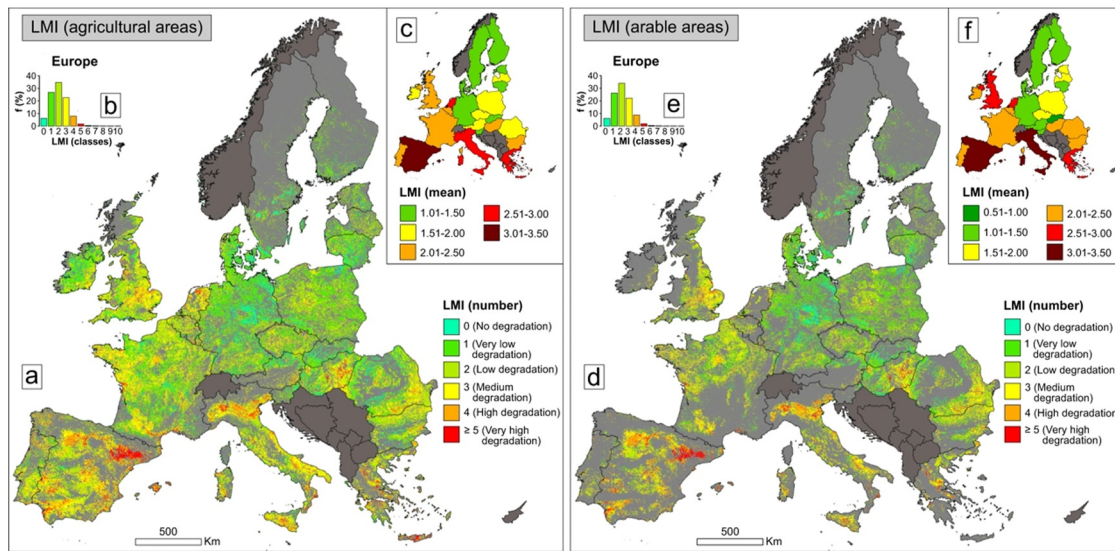 LMI (agricultural areas)
Europe
b
f (%)
40
30
20
10
0
0 1 2 3 4 5 6 7 8 9 10
LMI (classes)
c
LMI (mean)
1.01-1.50
1.51-2.00
2.01-2.50
2.51-3.00
3.01-3.50
LMI (number)
0 (No degradation)
1 (Very low
degradation)
2 (Low degradation)
3 (Medium
degradation)
4 (High degradation)
≥ 5 (Very high
degradation)
a
500
Km
LMI (arable areas)
Europe
e
f (%)
40
30
20
10
0
0 1 2 3 4 5 6 7 8 9 10
LMI (classes)
f
LMI (mean)
0.51-1.00
1.01-1.50
1.51-2.00
2.01-2.50
2.51-3.00
3.01-3.50
LMI (number)
0 (No degradation)
1 (Very low
degradation)
2 (Low degradation)
3 (Medium
degradation)
4 (High degradation)
≥ 5 (Very high
degradation)
d
500
Km